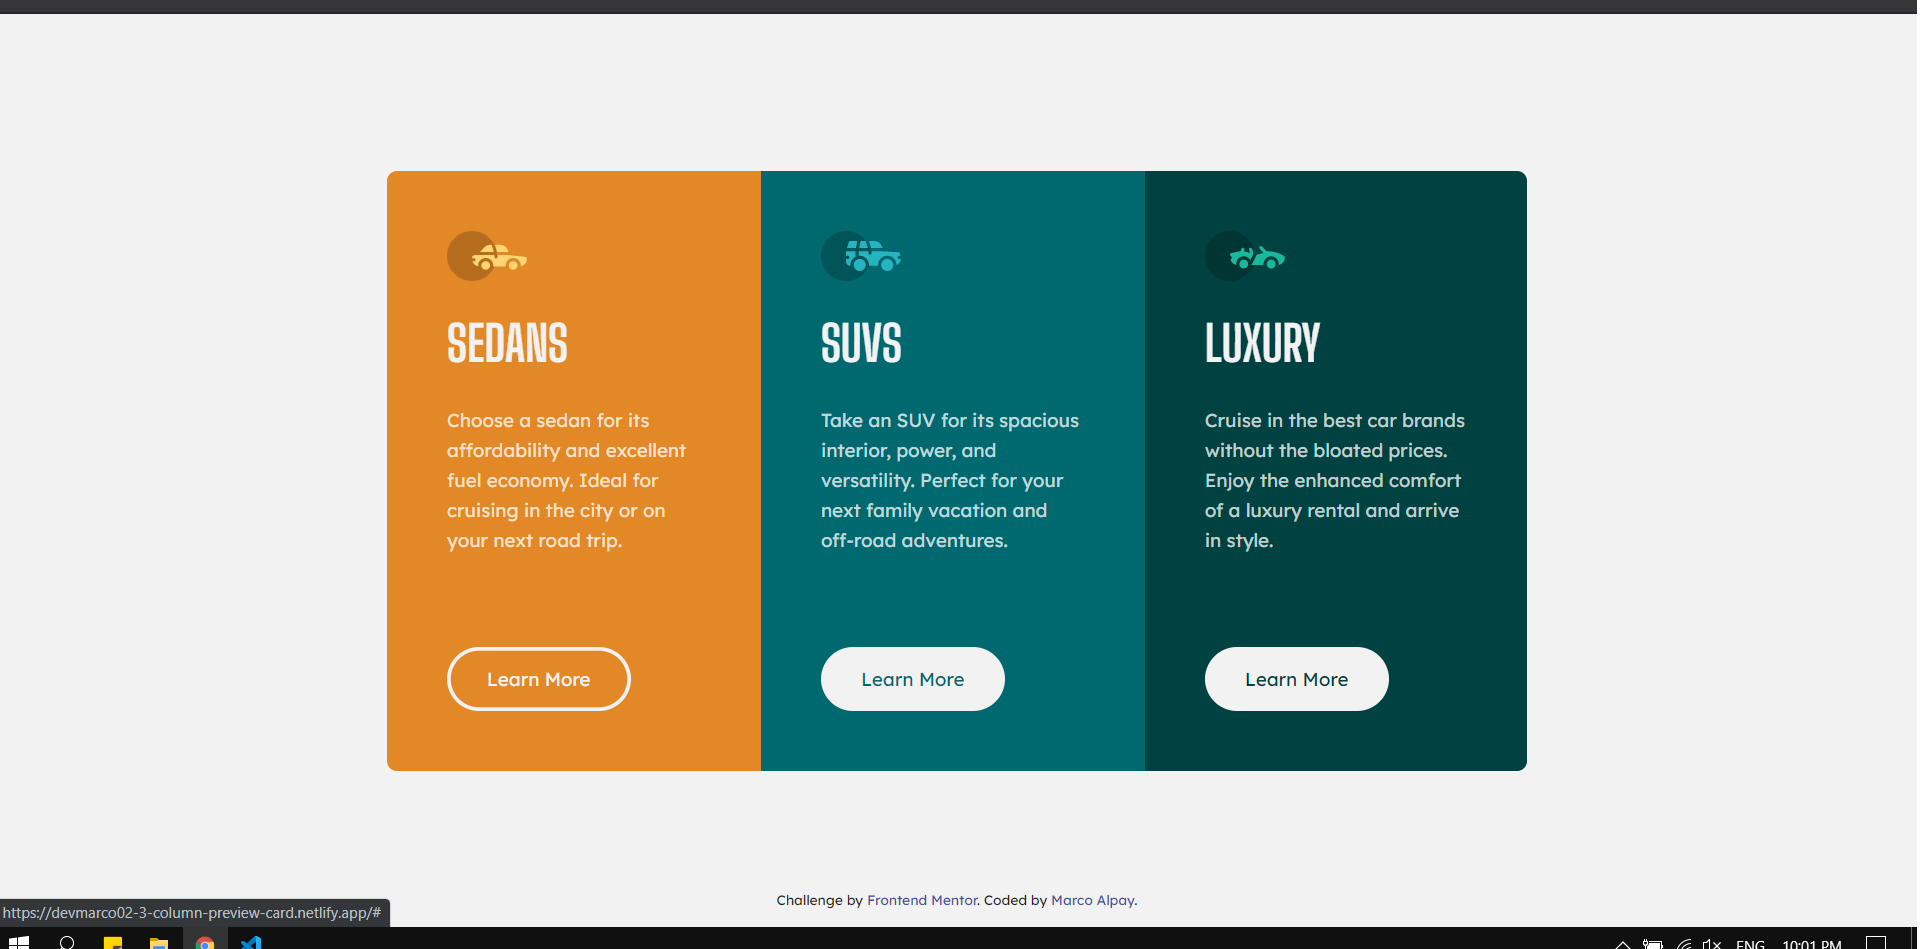 SEDANS
Choose a sedan for its
affordability and excellent
fuel economy. Ideal for
cruising in the city or on
your next road trip.
Learn More
SUVS
Take an SUV for its spacious
interior, power, and
versatility. Perfect for your
next family vacation and
off-road adventures.
Learn More
LUXURY
Cruise in the best car brands
without the bloated prices.
Enjoy the enhanced comfort
of a luxury rental and arrive
in style.
Learn More
Challenge by Frontend Mentor. Coded by Marco Alpay.
https://devmarco02-3-column-preview-card.netlify.app/#
ENG 10:01 PM